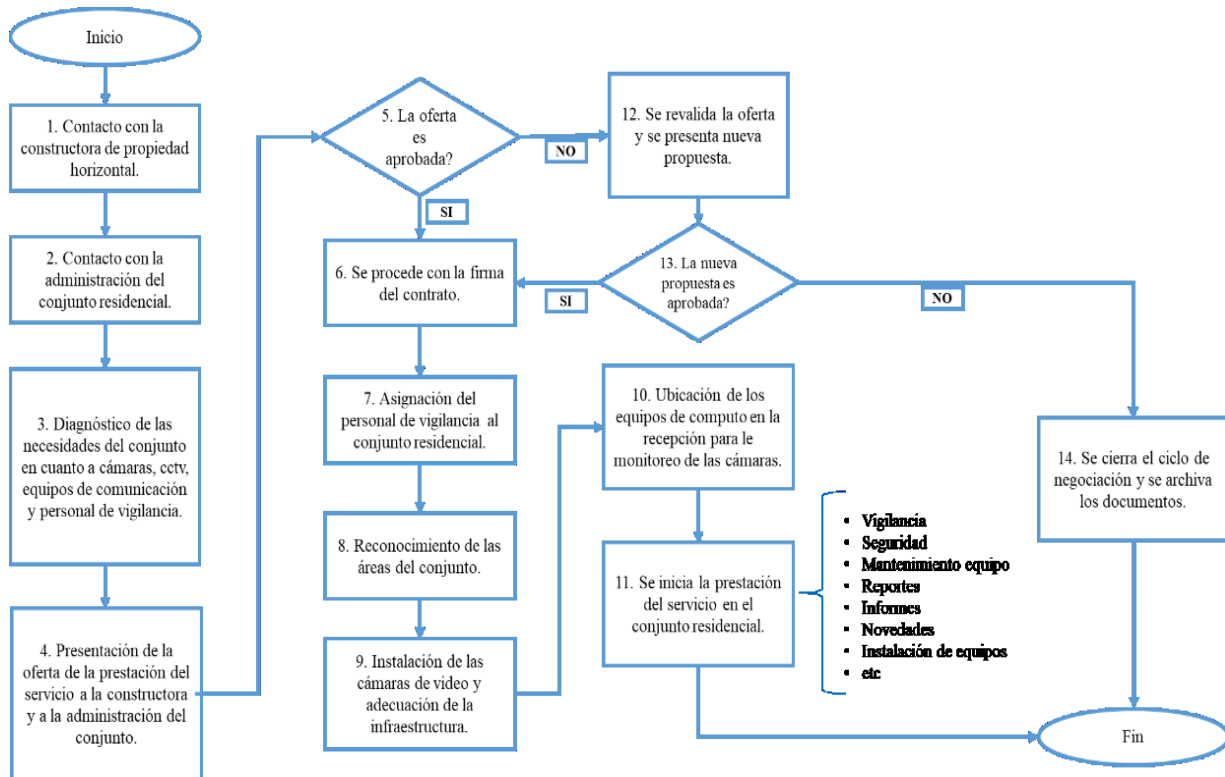 Inicio
1. Contacto con la
constructora de propiedad
horizontal.
2. Contacto con la
administración del
conjunto residencial.
3. Diagnóstico de las
necesidades del conjunto
en cuanto a cámaras, cctv,
equipos de comunicación
y personal de vigilancia.
4. Presentación de la
oferta de la prestación del
servicio a la constructora
y a la administración del
conjunto.
5. La oferta
es
aprobada?
NO
SI
6. Se procede con la firma
del contrato.
7. Asignación del
personal de vigilancia al
conjunto residencial.
8. Reconocimiento de las
áreas del conjunto.
9. Instalación de las
cámaras de video y
adecuación de la
infraestructura.
10. Ubicación de los
equipos de computo en la
recepción para le
monitoreo de las cámaras.
11. Se inicia la prestación
del servicio en el
conjunto residencial.
• Vigilancia
• Seguridad
• Mantenimiento equipo
• Reportes
• Informes
• Novedades
• Instalación de equipos
• etc
12. Se revalida la oferta
y se presenta nueva
propuesta.
13. La nueva
propuesta es
aprobada?
SI
NO
14. Se cierra el ciclo de
negociación y se archiva
los documentos.
Fin